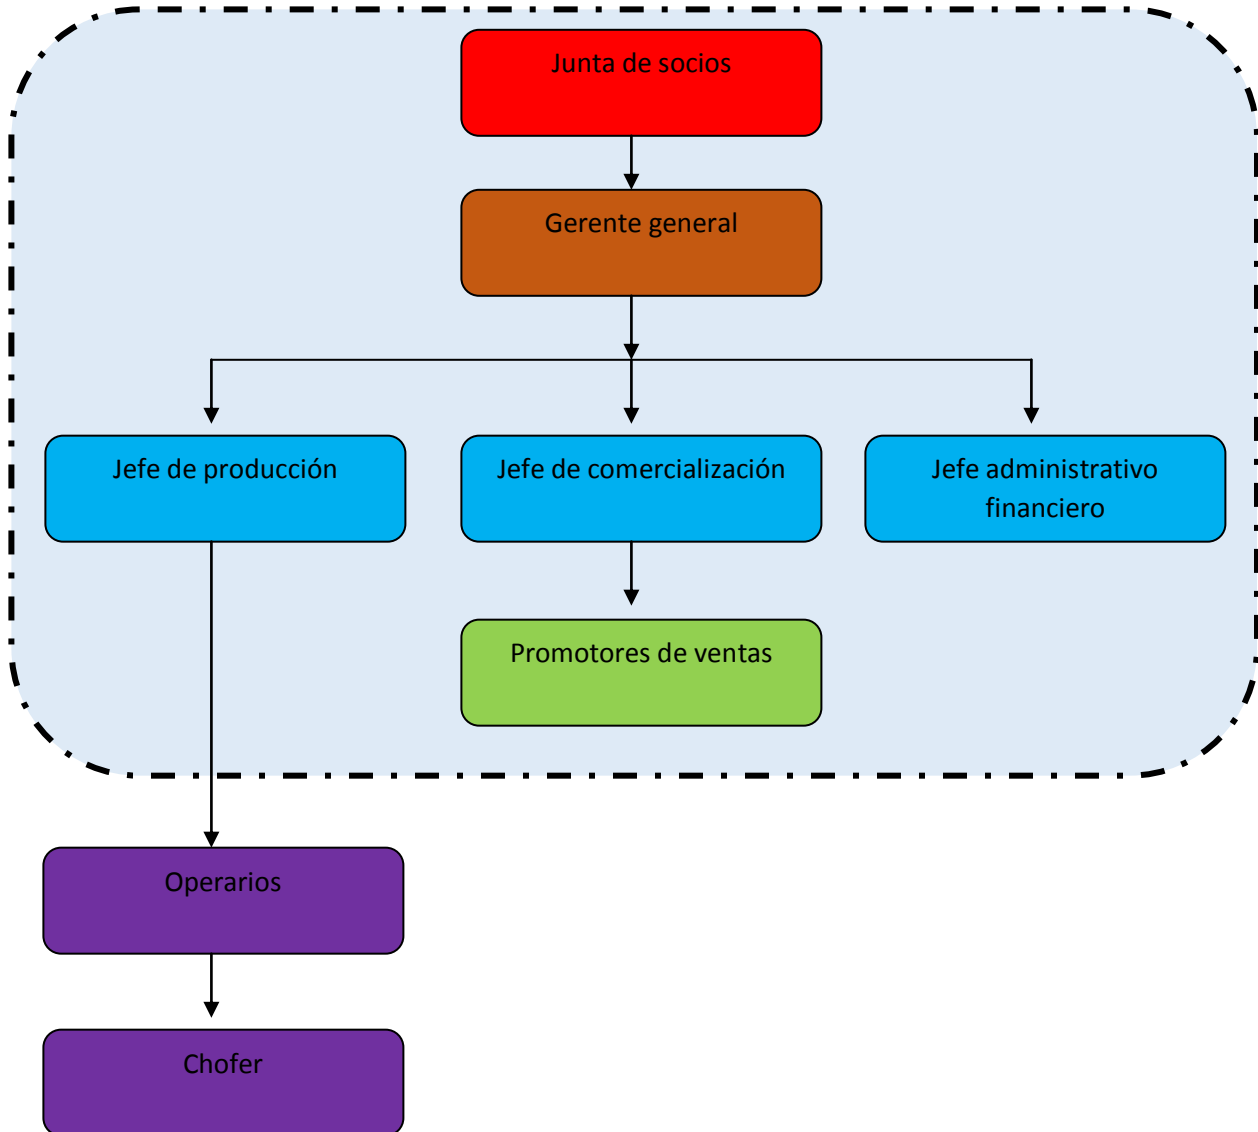 Junta de socios
Gerente general
Jefe de producción
Jefe de comercialización
Jefe administrativo
financiero
Promotores de ventas
Operarios
Chofer